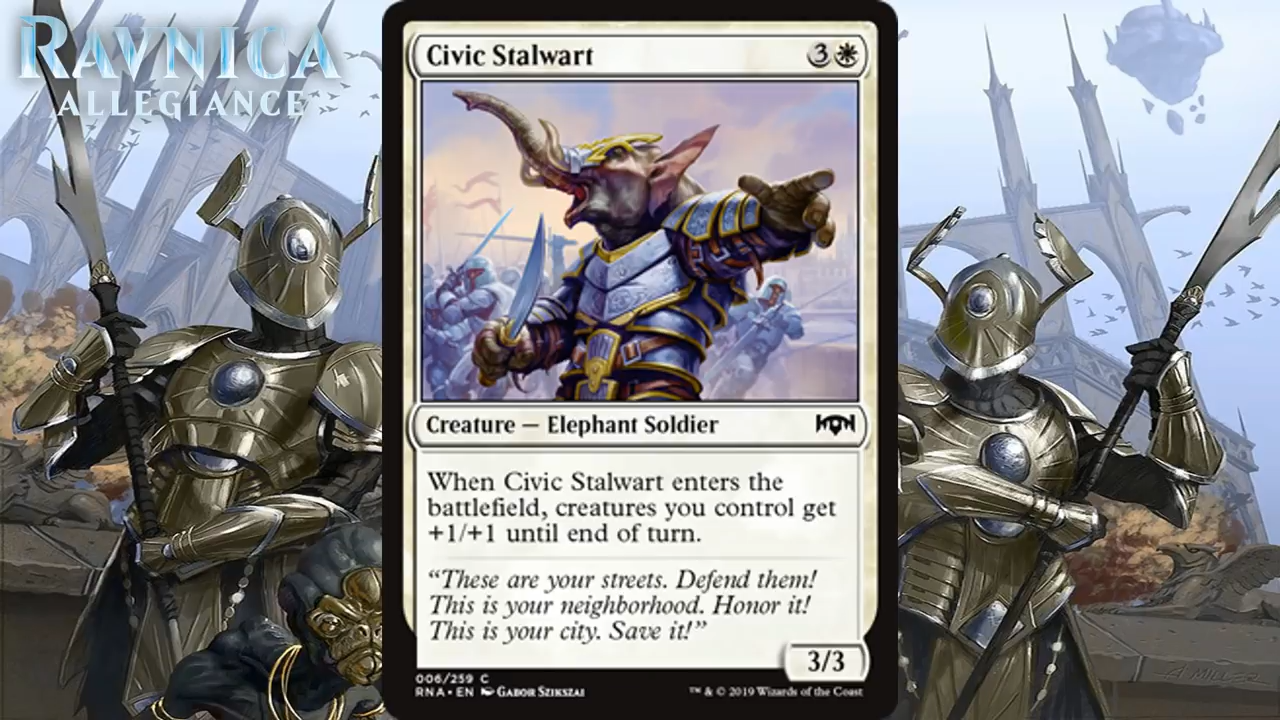 RAVNICA
ALLEGIANCE
Civic Stalwart 3
Creature — Elephant Soldier
When Civic Stalwart enters the
battlefield, creatures you control get
+1/+1 until end of turn.
“These are your streets. Defend them!
This is your neighborhood. Honor it!
This is your city. Save it!”
3/3
006/259 C
RNA • EN Gabor Szikszai
™ & © 2019 Wizards of the Coast
A MILLER